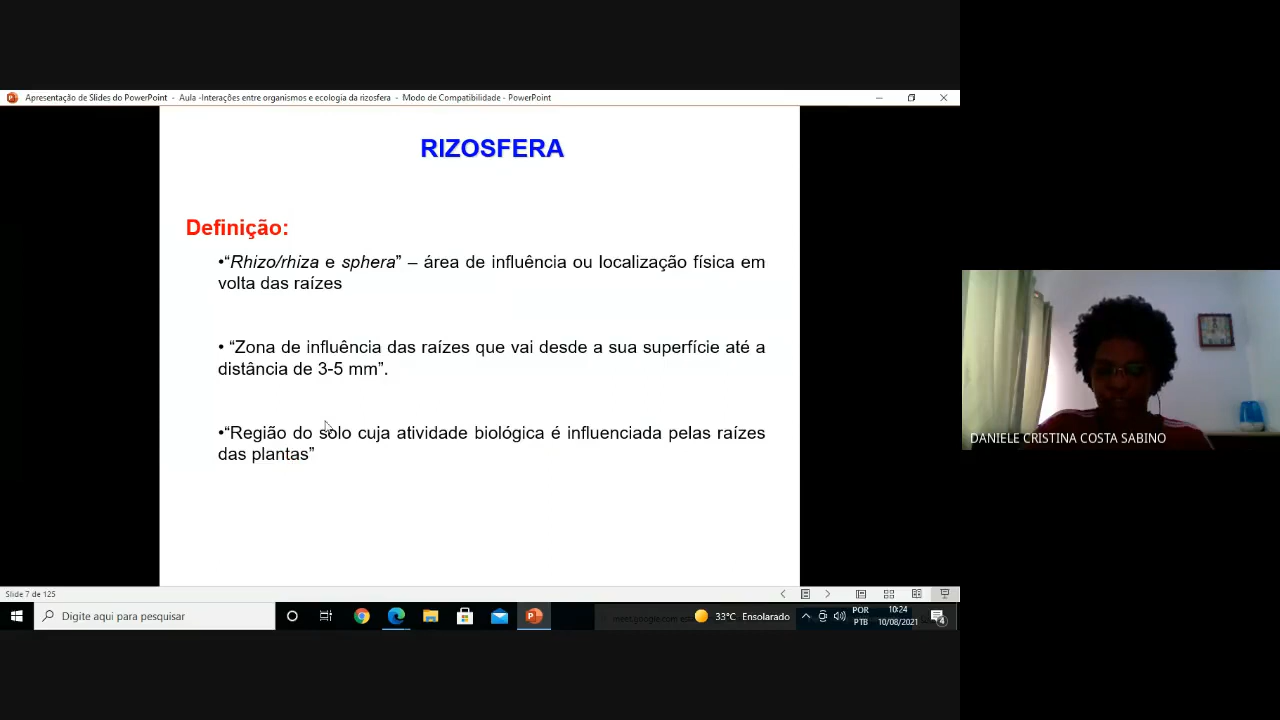 Apresentação de Slides do PowerPoint - Aula -Interações entre organismos e ecologia da rizosfera - Modo de Compatibilidade - PowerPoint
RIZOSFERA
Definição:
•“Rhizo/rhiza e sphera” – área de influência ou localização física em
volta das raízes
• “Zona de influência das raízes que vai desde a sua superfície até a
distância de 3-5 mm”.
•“Região do solo cuja atividade biológica é influenciada pelas raízes
das plantas”
DANIELE CRISTINA COSTA SABINO
Slide 7 de 125
Digite aqui para pesquisar
33°C Ensolarado
POR
PTB
10:24
10/08/2021
4